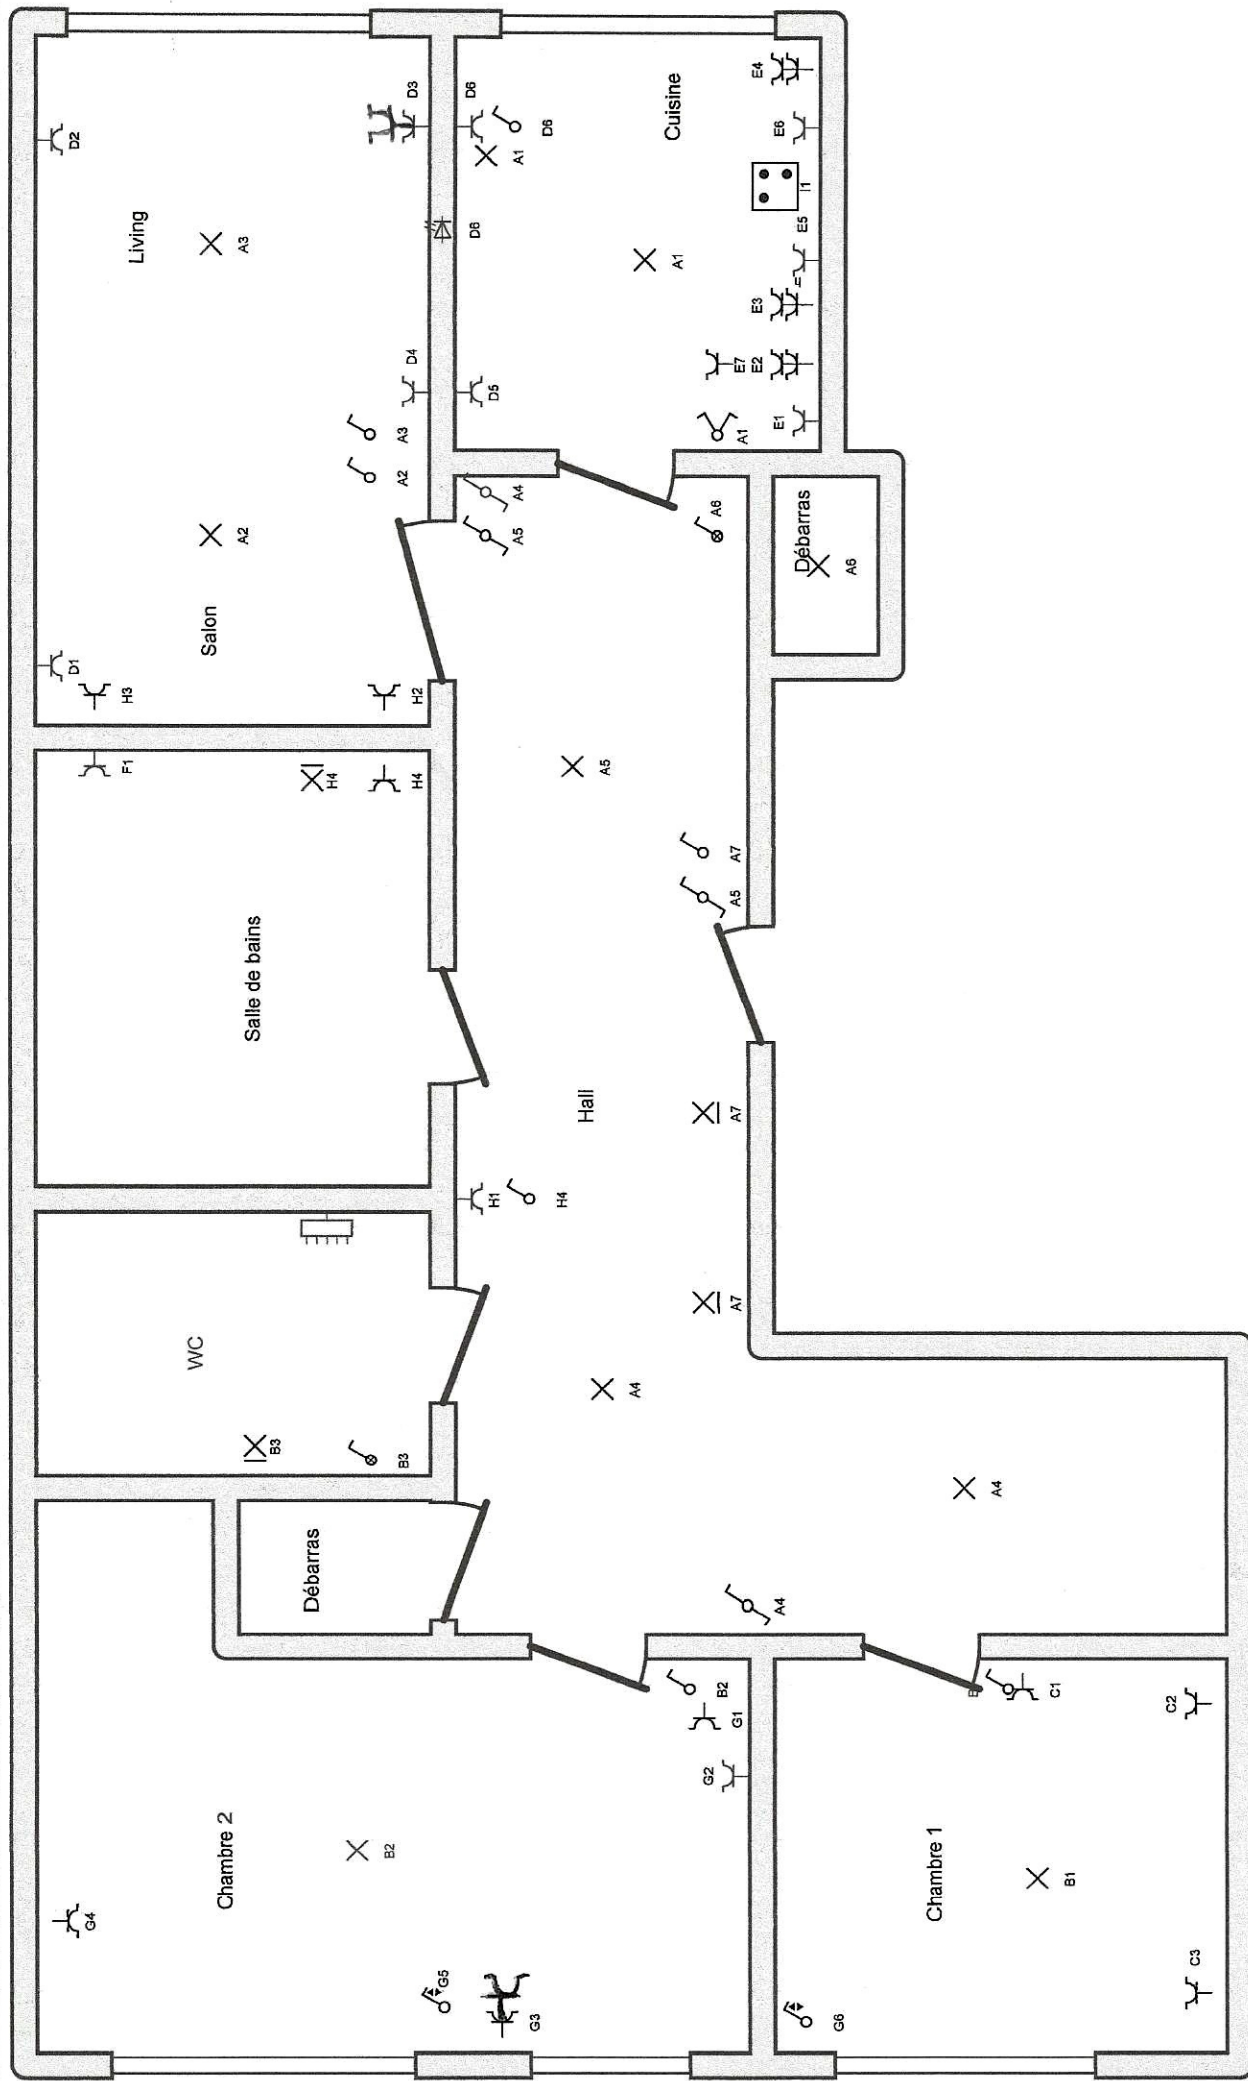 D1
D2
G4
F1
H3
Living
WC
Salon
Chambre 2
A2
A3
Salle de bains
B3
Débarras
H4
B2
B3
A2
A3
D4
D3
H4
H2
G5
D6
D6
H1
D5
A4
A5
A1
G3
D6
H4
Hall
A5
A4
Cuisine
A1
G2
A6
B2
G1
A7
A7
A5
A7
A1
E7
E2
E3
E4
A4
E1
E6
Débarras
E5
I1
G6
A6
Chambre 1
B
A4
C1
B1
C2
C3